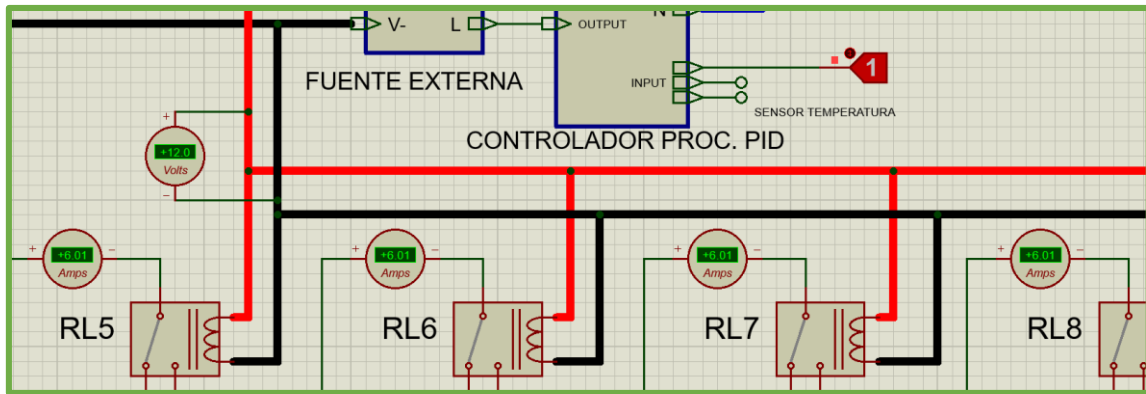 V- L
OUTPUT
N
FUENTE EXTERNA
INPUT
1
SENSOR TEMPERATURA
CONTROLADOR PROC. PID
+
+12.0
Volts
−
+ +6.01 −
Amps
+ +6.01 −
Amps
+ +6.01 −
Amps
+ +6.01 −
Amps
RL5
RL6
RL7
RL8